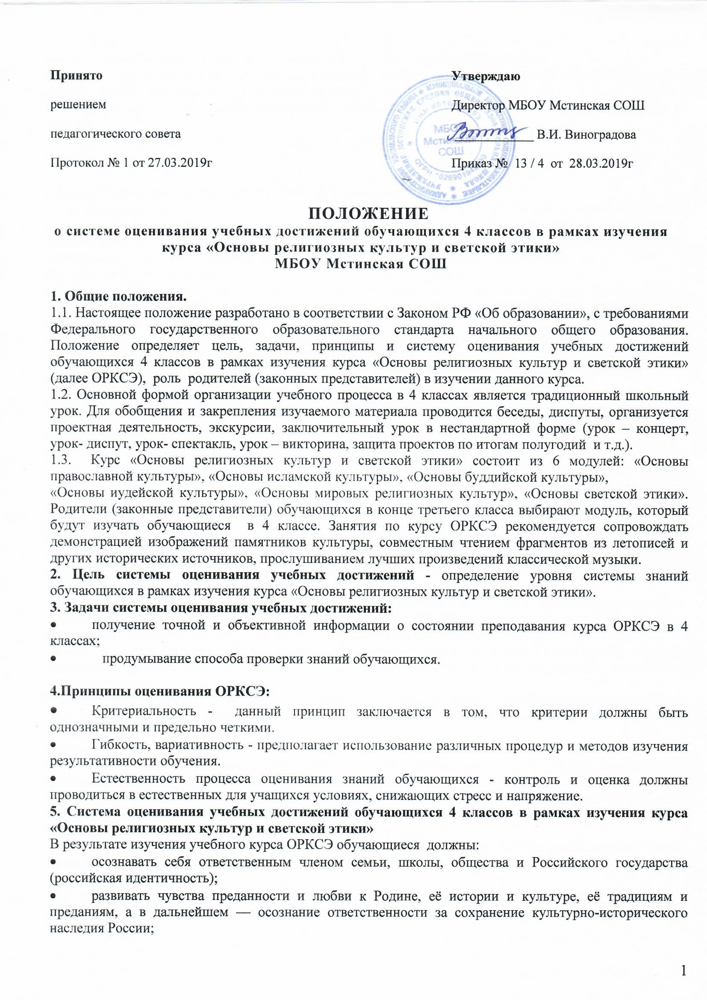 Принято
решением
педагогического совета
Протокол № 1 от 27.03.2019г
Утверждаю
Директор МБОУ Мстинская СОШ
В.И. Виноградова
Приказ № 13 / 4 от 28.03.2019г
МБОУ
Мстинская
СОШ
ПОЛОЖЕНИЕ
о системе оценивания учебных достижений обучающихся 4 классов в рамках изучения
курса «Основы религиозных культур и светской этики»
МБОУ Мстинская СОШ
1. Общие положения.
1.1. Настоящее положение разработано в соответствии с Законом РФ «Об образовании», с требованиями
Федерального государственного образовательного стандарта начального общего образования.
Положение определяет цель, задачи, принципы и систему оценивания учебных достижений
обучающихся 4 классов в рамках изучения курса «Основы религиозных культур и светской этики»
(далее ОРКСЭ), роль родителей (законных представителей) в изучении данного курса.
1.2. Основной формой организации учебного процесса в 4 классах является традиционный школьный
урок. Для обобщения и закрепления изучаемого материала проводится беседы, диспуты, организуется
проектная деятельность, экскурсии, заключительный урок в нестандартной форме (урок – концерт,
урок- диспут, урок- спектакль, урок – викторина, защита проектов по итогам полугодий и т.д.).
1.3. Курс «Основы религиозных культур и светской этики» состоит из 6 модулей: «Основы
православной культуры», «Основы исламской культуры», «Основы буддийской культуры»,
«Основы иудейской культуры», «Основы мировых религиозных культур», «Основы светской этики».
Родители (законные представители) обучающихся в конце третьего класса выбирают модуль, который
будут изучать обучающиеся в 4 классе. Занятия по курсу ОРКСЭ рекомендуется сопровождать
демонстрацией изображений памятников культуры, совместным чтением фрагментов из летописей и
других исторических источников, прослушиванием лучших произведений классической музыки.
2. Цель системы оценивания учебных достижений - определение уровня системы знаний
обучающихся в рамках изучения курса «Основы религиозных культур и светской этики».
3. Задачи системы оценивания учебных достижений:
• получение точной и объективной информации о состоянии преподавания курса ОРКСЭ в 4
классах;
• продумывание способа проверки знаний обучающихся.
4.Принципы оценивания ОРКСЭ:
• Критериальность - данный принцип заключается в том, что критерии должны быть
однозначными и предельно четкими.
• Гибкость, вариативность - предполагает использование различных процедур и методов изучения
результативности обучения.
• Естественность процесса оценивания знаний обучающихся - контроль и оценка должны
проводиться в естественных для учащихся условиях, снижающих стресс и напряжение.
5. Система оценивания учебных достижений обучающихся 4 классов в рамках изучения курса
«Основы религиозных культур и светской этики»
В результате изучения учебного курса ОРКСЭ обучающиеся должны:
• осознавать себя ответственным членом семьи, школы, общества и Российского государства
(российская идентичность);
• развивать чувства преданности и любви к Родине, её истории и культуре, её традициям и
преданиям, а в дальнейшем — осознание ответственности за сохранение культурно-исторического
наследия России;
1